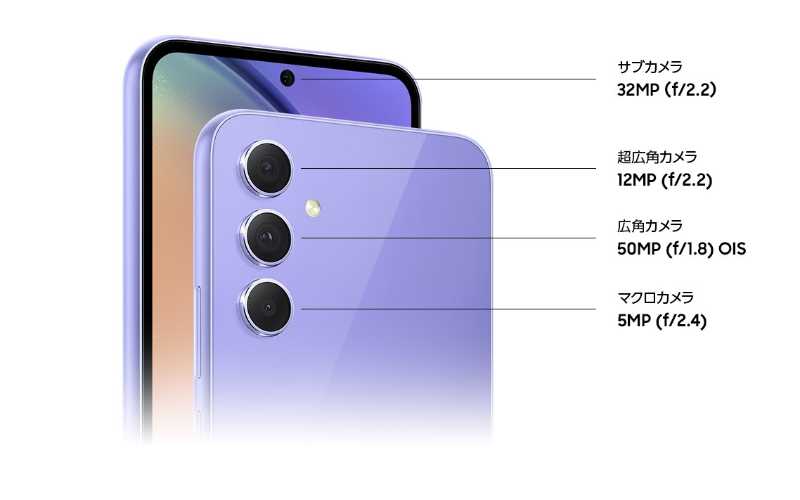 サブカメラ
32MP (f/2.2)
超広角カメラ
12MP (f/2.2)
広角カメラ
50MP (f/1.8) OIS
マクロカメラ
5MP (f/2.4)